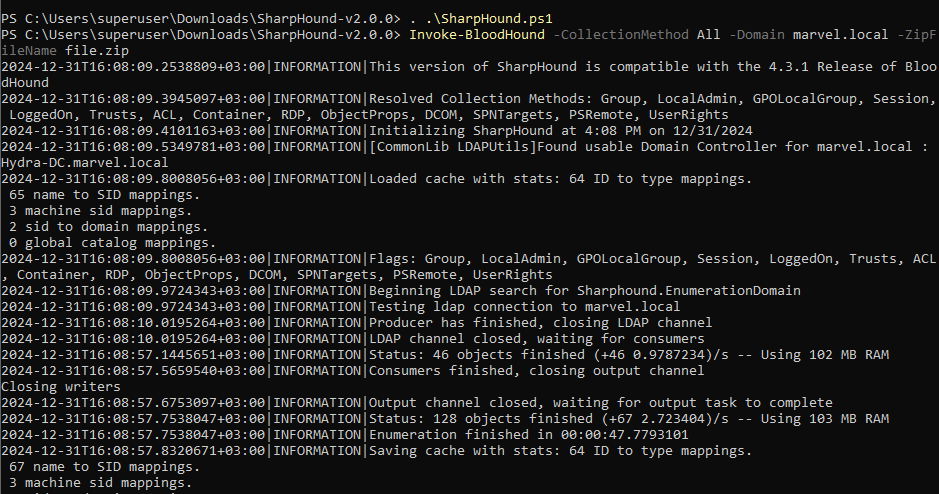 PS C:\Users\superuser\Downloads\SharpHound-v2.0.0> . .\SharpHound.ps1
PS C:\Users\superuser\Downloads\SharpHound-v2.0.0> Invoke-BloodHound -CollectionMethod All -Domain marvel.local -ZipF
ileName file.zip
2024-12-31T16:08:09.2538809+03:00|INFORMATION|This version of SharpHound is compatible with the 4.3.1 Release of Bloo
dHound
2024-12-31T16:08:09.3945097+03:00|INFORMATION|Resolved Collection Methods: Group, LocalAdmin, GPOLocalGroup, Session,
 LoggedOn, Trusts, ACL, Container, RDP, ObjectProps, DCOM, SPNTargets, PSRemote, UserRights
2024-12-31T16:08:09.4101163+03:00|INFORMATION|Initializing SharpHound at 4:08 PM on 12/31/2024
2024-12-31T16:08:09.5349781+03:00|INFORMATION|[CommonLib LDAPUtils]Found usable Domain Controller for marvel.local :
Hydra-DC.marvel.local
2024-12-31T16:08:09.8008056+03:00|INFORMATION|Loaded cache with stats: 64 ID to type mappings.
 65 name to SID mappings.
 3 machine sid mappings.
 2 sid to domain mappings.
 0 global catalog mappings.
2024-12-31T16:08:09.8008056+03:00|INFORMATION|Flags: Group, LocalAdmin, GPOLocalGroup, Session, LoggedOn, Trusts, ACL
, Container, RDP, ObjectProps, DCOM, SPNTargets, PSRemote, UserRights
2024-12-31T16:08:09.9724343+03:00|INFORMATION|Beginning LDAP search for Sharphound.EnumerationDomain
2024-12-31T16:08:09.9724343+03:00|INFORMATION|Testing ldap connection to marvel.local
2024-12-31T16:08:10.0195264+03:00|INFORMATION|Producer has finished, closing LDAP channel
2024-12-31T16:08:10.0195264+03:00|INFORMATION|LDAP channel closed, waiting for consumers
2024-12-31T16:08:57.1445651+03:00|INFORMATION|Status: 46 objects finished (+46 0.9787234)/s -- Using 102 MB RAM
2024-12-31T16:08:57.5659540+03:00|INFORMATION|Consumers finished, closing output channel
Closing writers
2024-12-31T16:08:57.6753097+03:00|INFORMATION|Output channel closed, waiting for output task to complete
2024-12-31T16:08:57.7538047+03:00|INFORMATION|Status: 128 objects finished (+67 2.723404)/s -- Using 103 MB RAM
2024-12-31T16:08:57.7538047+03:00|INFORMATION|Enumeration finished in 00:00:47.7793101
2024-12-31T16:08:57.8320671+03:00|INFORMATION|Saving cache with stats: 64 ID to type mappings.
 67 name to SID mappings.
 3 machine sid mappings.